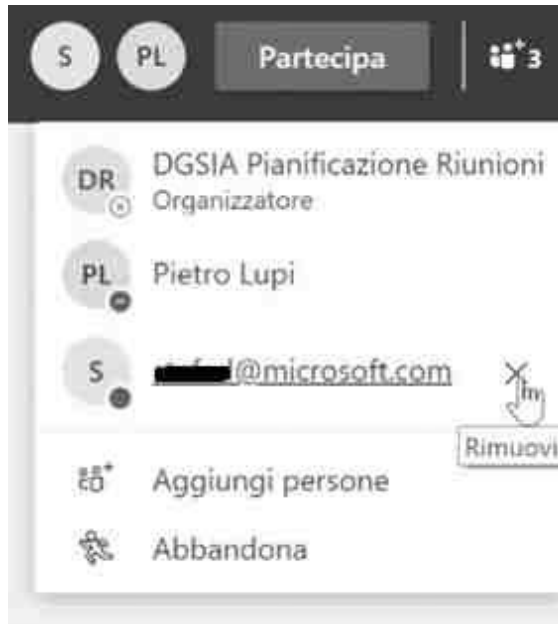 S PL Partecipa 3
DR DGSIA Pianificazione Riunioni
Organizzatore
PL Pietro Lupi
S @microsoft.com
Rimuovi
Aggiungi persone
Abbandona